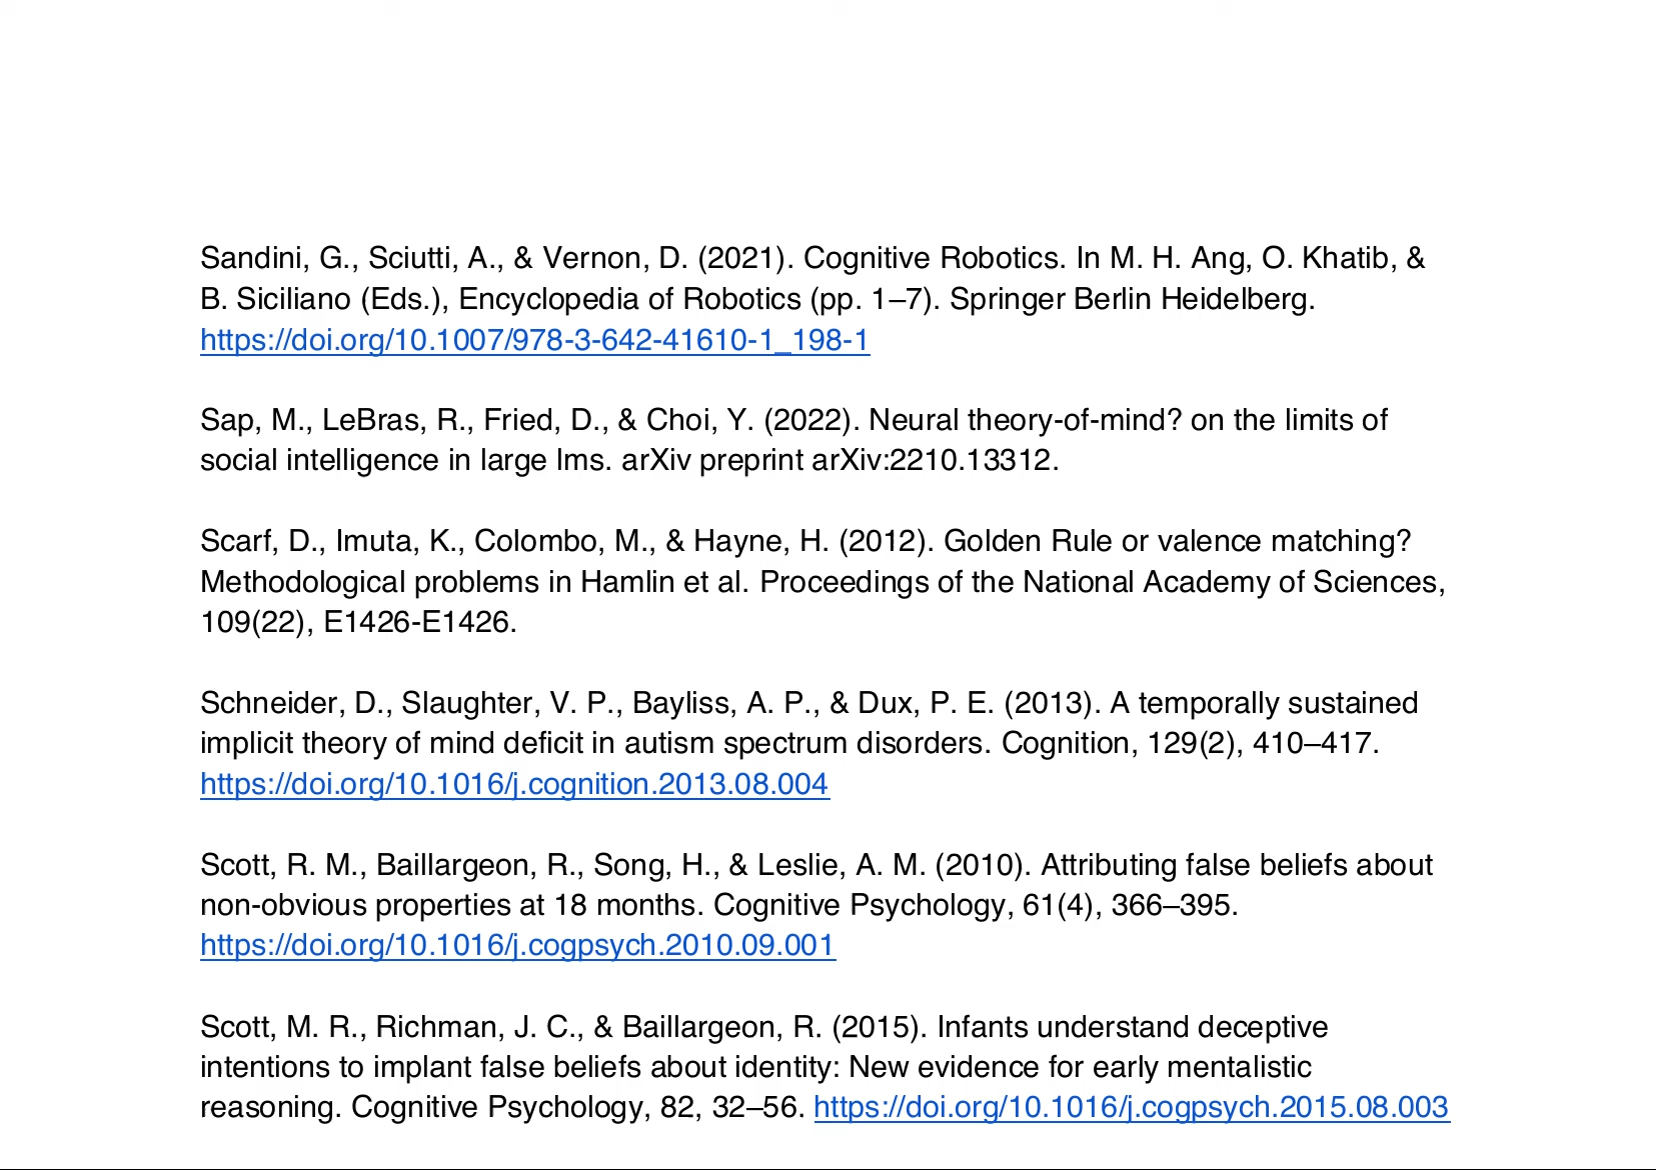 Sandini, G., Sciutti, A., & Vernon, D. (2021). Cognitive Robotics. In M. H. Ang, O. Khatib, &
B. Siciliano (Eds.), Encyclopedia of Robotics (pp. 1–7). Springer Berlin Heidelberg.
https://doi.org/10.1007/978-3-642-41610-1_198-1
Sap, M., LeBras, R., Fried, D., & Choi, Y. (2022). Neural theory-of-mind? on the limits of
social intelligence in large lms. arXiv preprint arXiv:2210.13312.
Scarf, D., Imuta, K., Colombo, M., & Hayne, H. (2012). Golden Rule or valence matching?
Methodological problems in Hamlin et al. Proceedings of the National Academy of Sciences,
109(22), E1426-E1426.
Schneider, D., Slaughter, V. P., Bayliss, A. P., & Dux, P. E. (2013). A temporally sustained
implicit theory of mind deficit in autism spectrum disorders. Cognition, 129(2), 410–417.
https://doi.org/10.1016/j.cognition.2013.08.004
Scott, R. M., Baillargeon, R., Song, H., & Leslie, A. M. (2010). Attributing false beliefs about
non-obvious properties at 18 months. Cognitive Psychology, 61(4), 366–395.
https://doi.org/10.1016/j.cogpsych.2010.09.001
Scott, M. R., Richman, J. C., & Baillargeon, R. (2015). Infants understand deceptive
intentions to implant false beliefs about identity: New evidence for early mentalistic
reasoning. Cognitive Psychology, 82, 32–56. https://doi.org/10.1016/j.cogpsych.2015.08.003